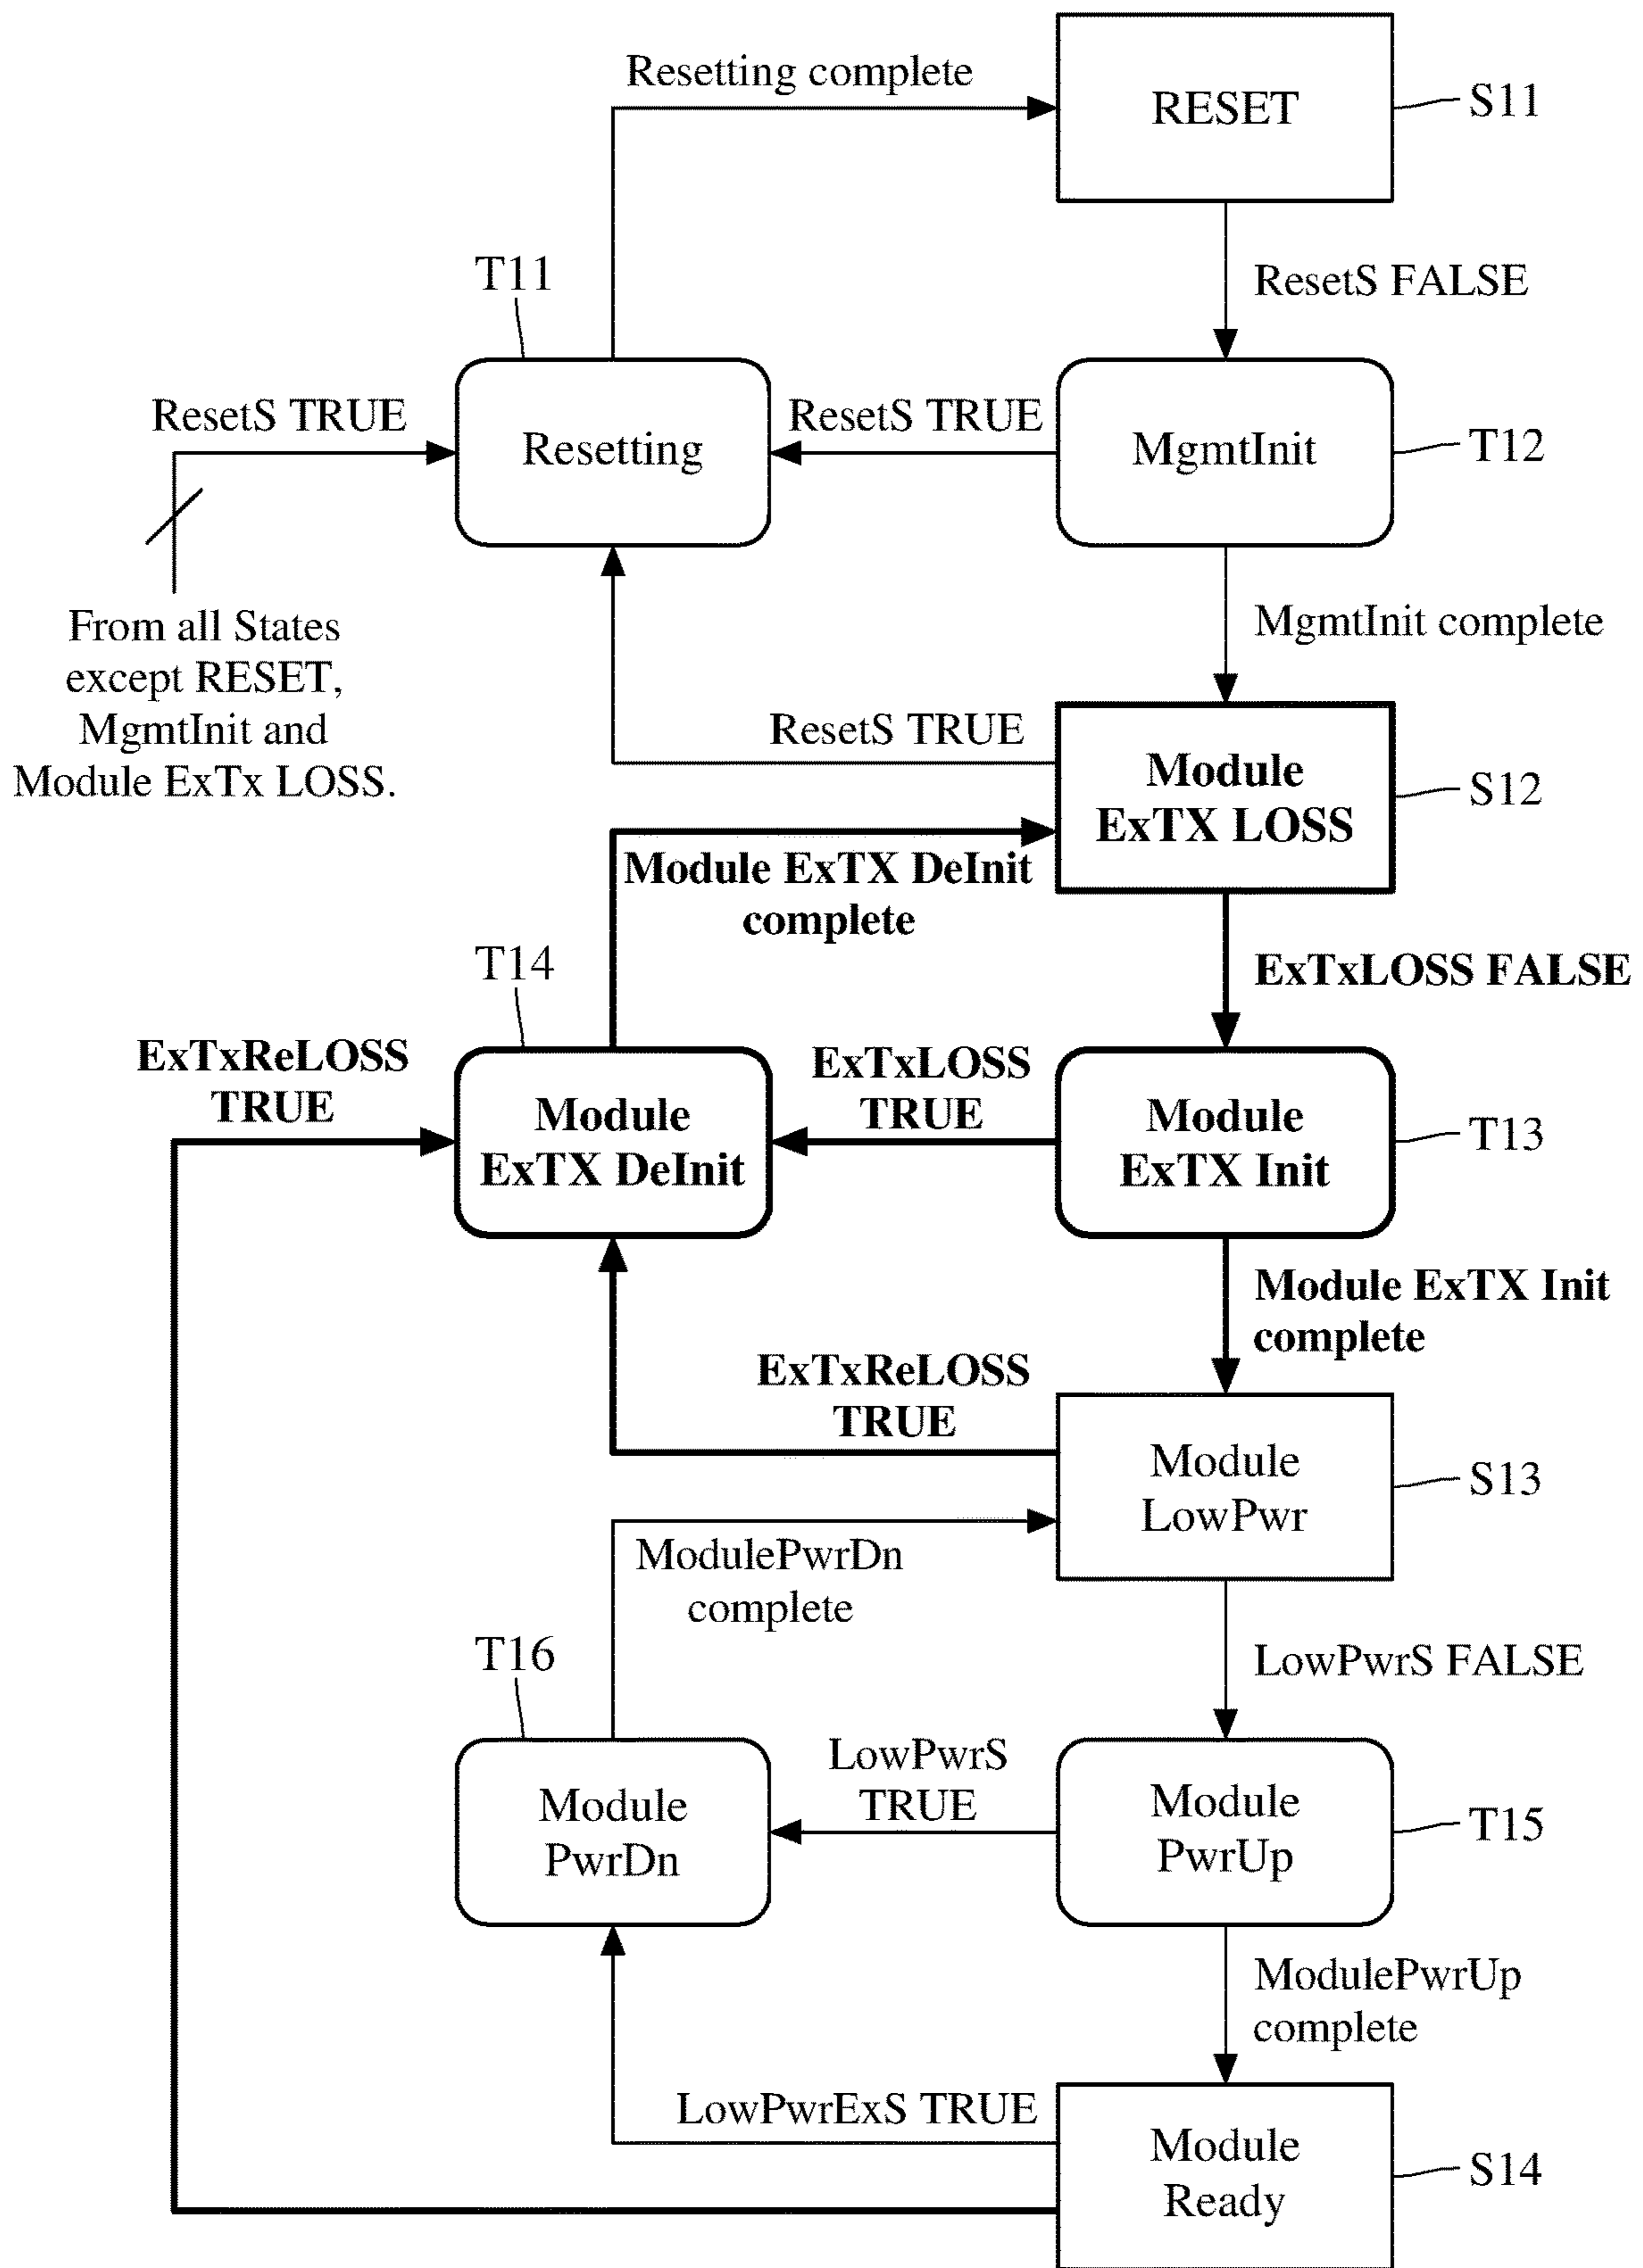 Resetting complete
RESET
S11
ResetS FALSE
T11
ResetS TRUE
Resetting
ResetS TRUE
MgmtInit
T12
From all States
except RESET,
MgmtInit and
Module ExTx LOSS.
MgmtInit complete
ResetS TRUE
Module
ExTX LOSS
S12
Module ExTX DeInit
complete
ExTxLOSS FALSE
T14
ExTxReLOSS
TRUE
Module
ExTX DeInit
ExTxLOSS
TRUE
Module
ExTX Init
T13
Module ExTX Init
complete
ExTxReLOSS
TRUE
Module
LowPwr
S13
ModulePwrDn
complete
LowPwrS FALSE
T16
Module
PwrDn
LowPwrS
TRUE
Module
PwrUp
T15
ModulePwrUp
complete
LowPwrExS TRUE
Module
Ready
S14